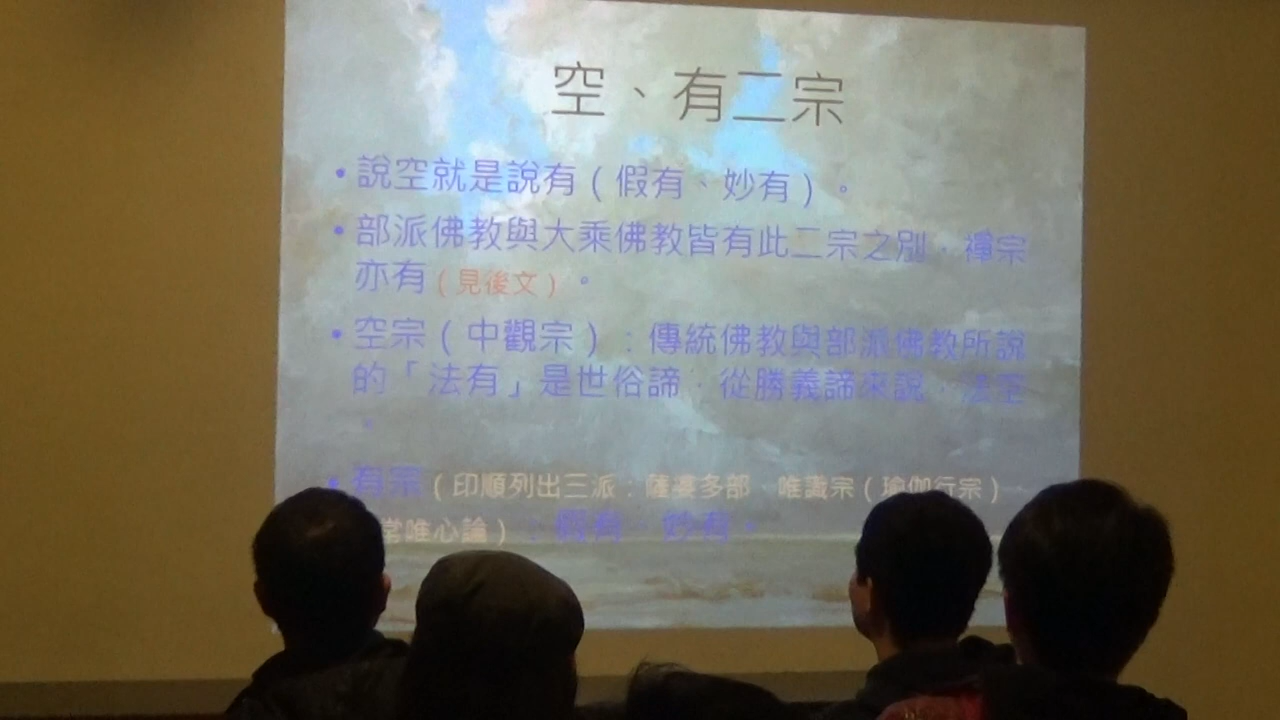 空、有二宗
•說空就是說有(假有、妙有)。
•部派佛教與大乘佛教皆有此二宗之別,禪宗
亦有(見後文)。
•空宗(中觀宗):傳統佛教與部派佛教所說
的「法有」是世俗諦,從勝義諦來說,法空
。
•有宗(印順列出三派:薩婆多部、唯識宗(瑜伽行宗)
常唯心論):假有、妙有。